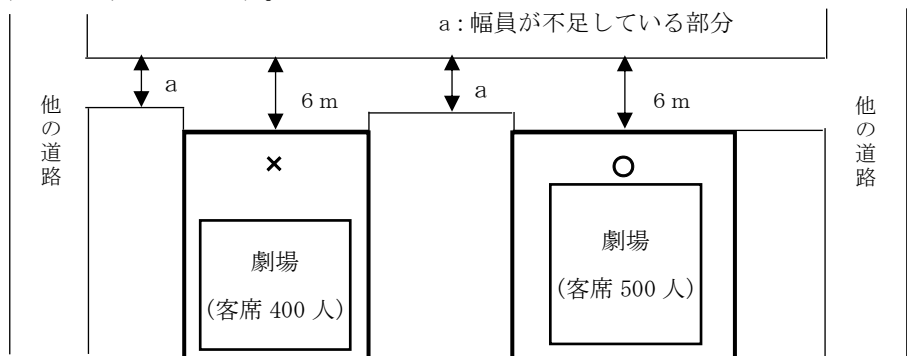 a：幅員が不足している部分
a
6 m
a
6 m
他の道路
他の道路
×
○
劇場
(客席 400 人)
劇場
(客席 500 人)